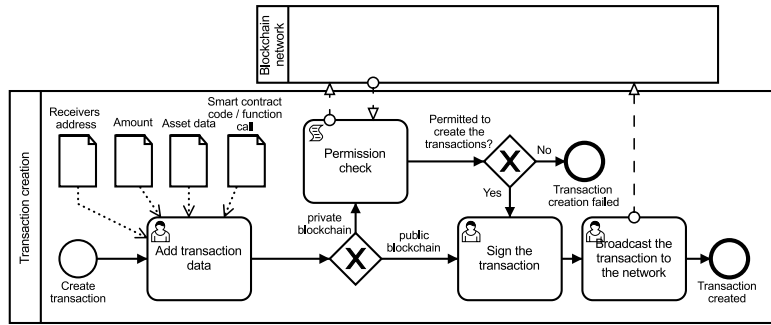 Blockchain
network
Transaction creation
Receivers
address
Amount
Asset data
Smart contract
code / function
call
Permission
check
Permitted to
create the
transactions?
No
Transaction
creation failed
Yes
private
blockchain
public
blockchain
Create
transaction
Add transaction
data
Sign the
transaction
Broadcast the
transaction to
the network
Transaction
created